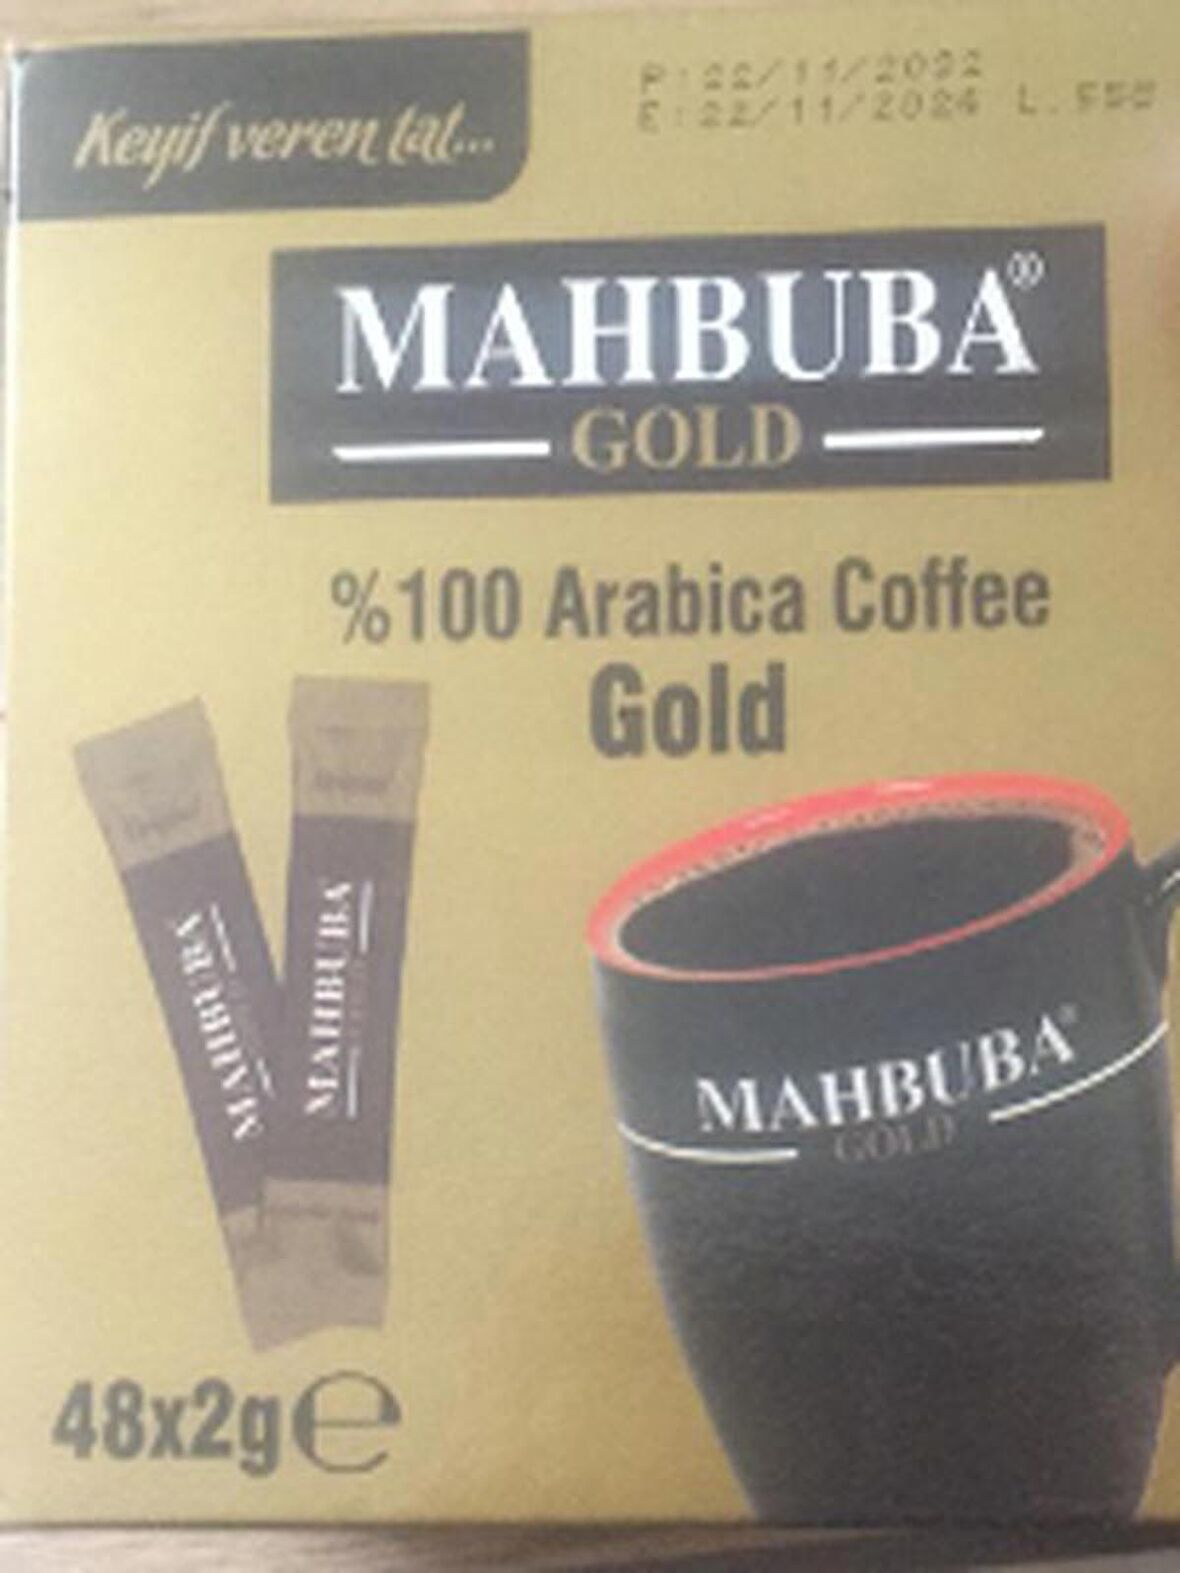 Keyif veren tat...
P:22/11/2022
E:22/11/2024 L.
MAHBUBA®
GOLD
%100 Arabica Coffee
Gold
MAHBUBA
MAHBUBA
MAHBUBA®
GOLD
48x2g ℮